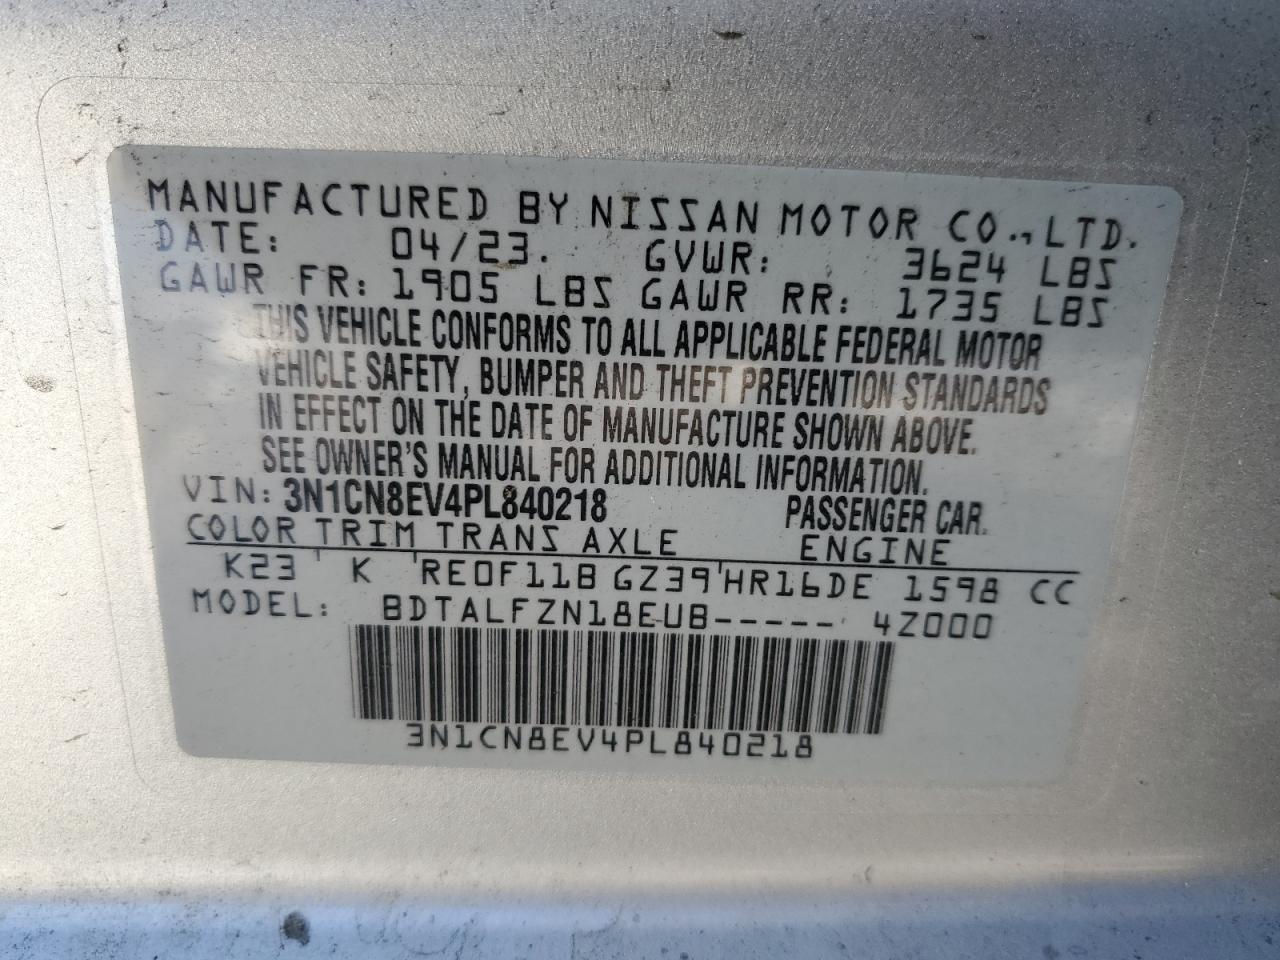 MANUFACTURED BY NISSAN MOTOR CO., LTD.
DATE: 04/23. GVWR: 3624 LBS
GAWR FR: 1905 LBS GAWR RR: 1735 LBS
THIS VEHICLE CONFORMS TO ALL APPLICABLE FEDERAL MOTOR
VEHICLE SAFETY, BUMPER AND THEFT PREVENTION STANDARDS
IN EFFECT ON THE DATE OF MANUFACTURE SHOWN ABOVE.
SEE OWNER'S MANUAL FOR ADDITIONAL INFORMATION.
VIN: 3N1CN8EV4PL840218 PASSENGER CAR.
COLOR TRIM TRANS AXLE ENGINE
K23 ' K ' RE0F11B GZ39 ' HR16DE 1598 CC
MODEL: BDTALFZN18EUB-----' 4Z000
3N1CN8EV4PL840218